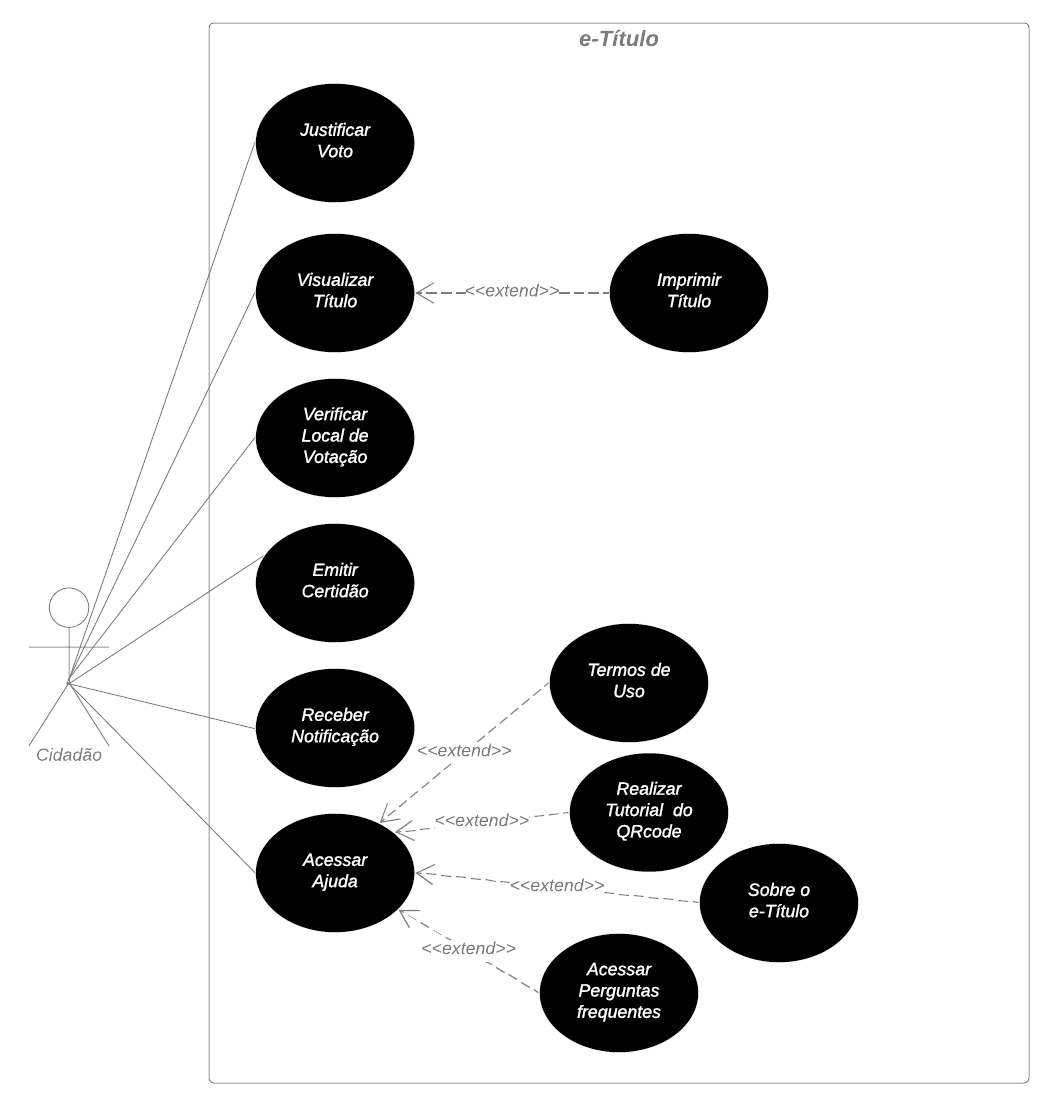 e-Título
Justificar
Voto
Visualizar
Título
<<extend>>
Imprimir
Título
Verificar
Local de
Votação
Emitir
Certidão
Cidadão
Receber
Notificação
Termos de
Uso
<<extend>>
Realizar
Tutorial  do
QRcode
<<extend>>
Acessar
Ajuda
<<extend>>
Sobre o
e-Título
<<extend>>
Acessar
Perguntas
frequentes